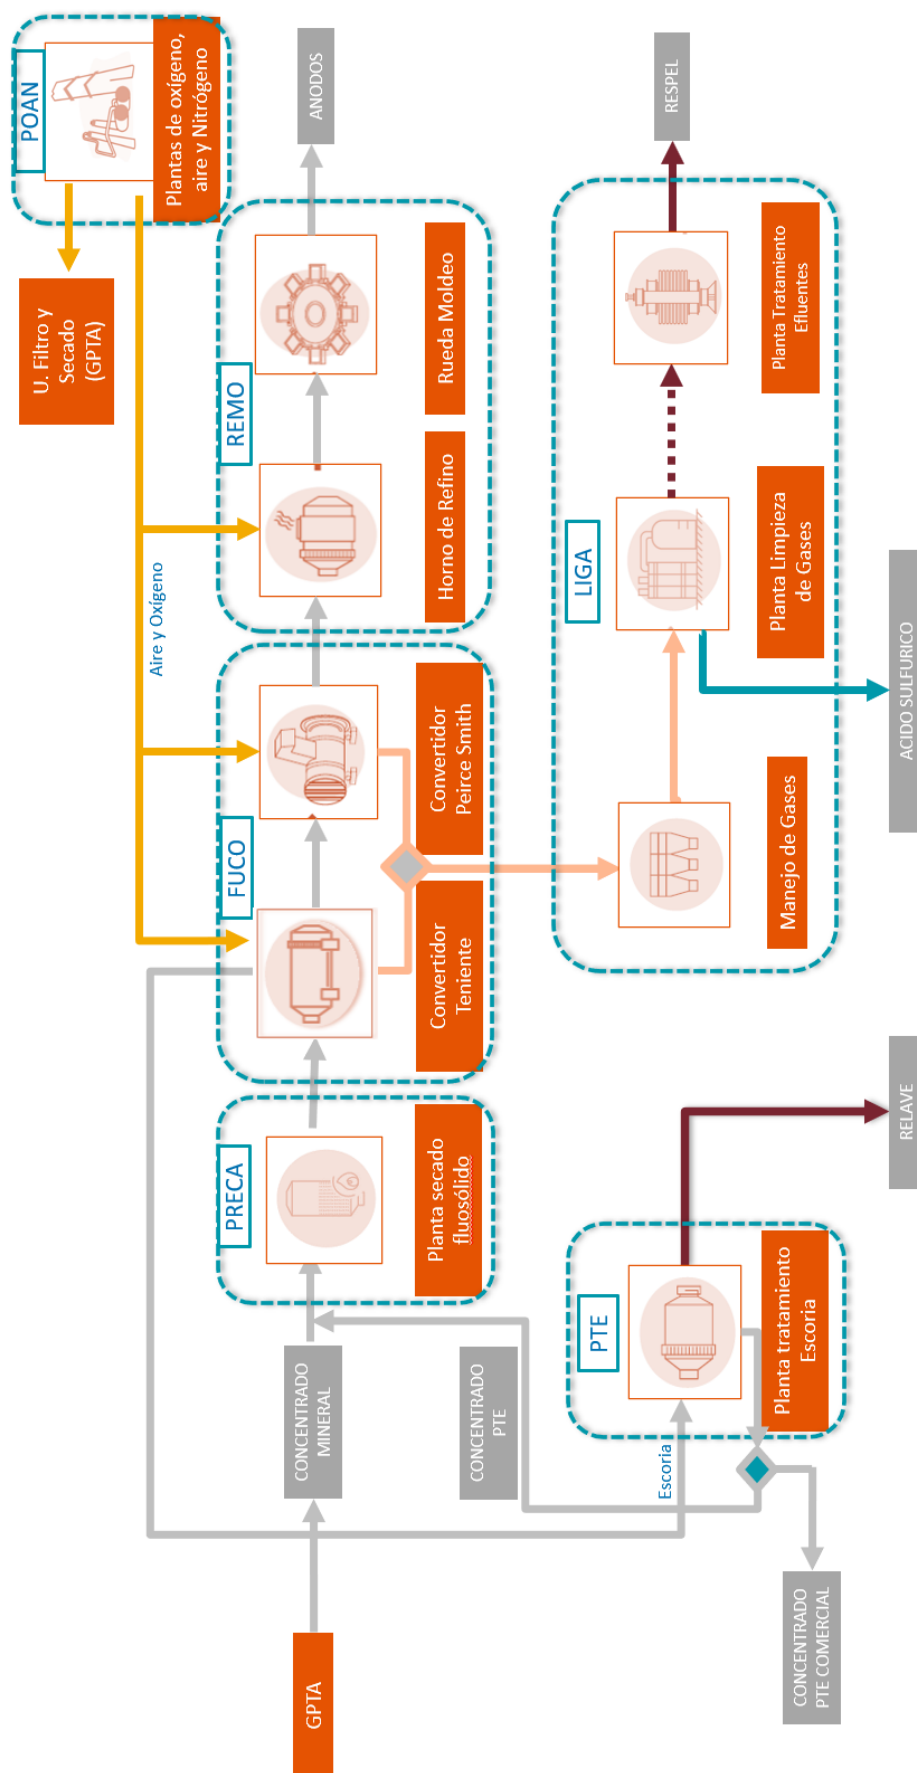 POAN
Plantas de oxígeno,
aire y Nitrógeno
U. Filtro y
Secado
(GPTA)
ANODOS
RESPEL
Aire y Oxígeno
REMO
Rueda Moldeo
Horno de Refino
FUCO
Convertidor
Peirce Smith
Convertidor
Teniente
PRECA
Planta secado
fluosólido
LIGA
Planta Tratamiento
Efluentes
Planta Limpieza
de Gases
Manejo de Gases
ACIDO SULFURICO
RELAVE
PTE
Planta tratamiento
Escoria
Escoria
CONCENTRADO
MINERAL
CONCENTRADO
PTE
GPTA
CONCENTRADO
PTE COMERCIAL